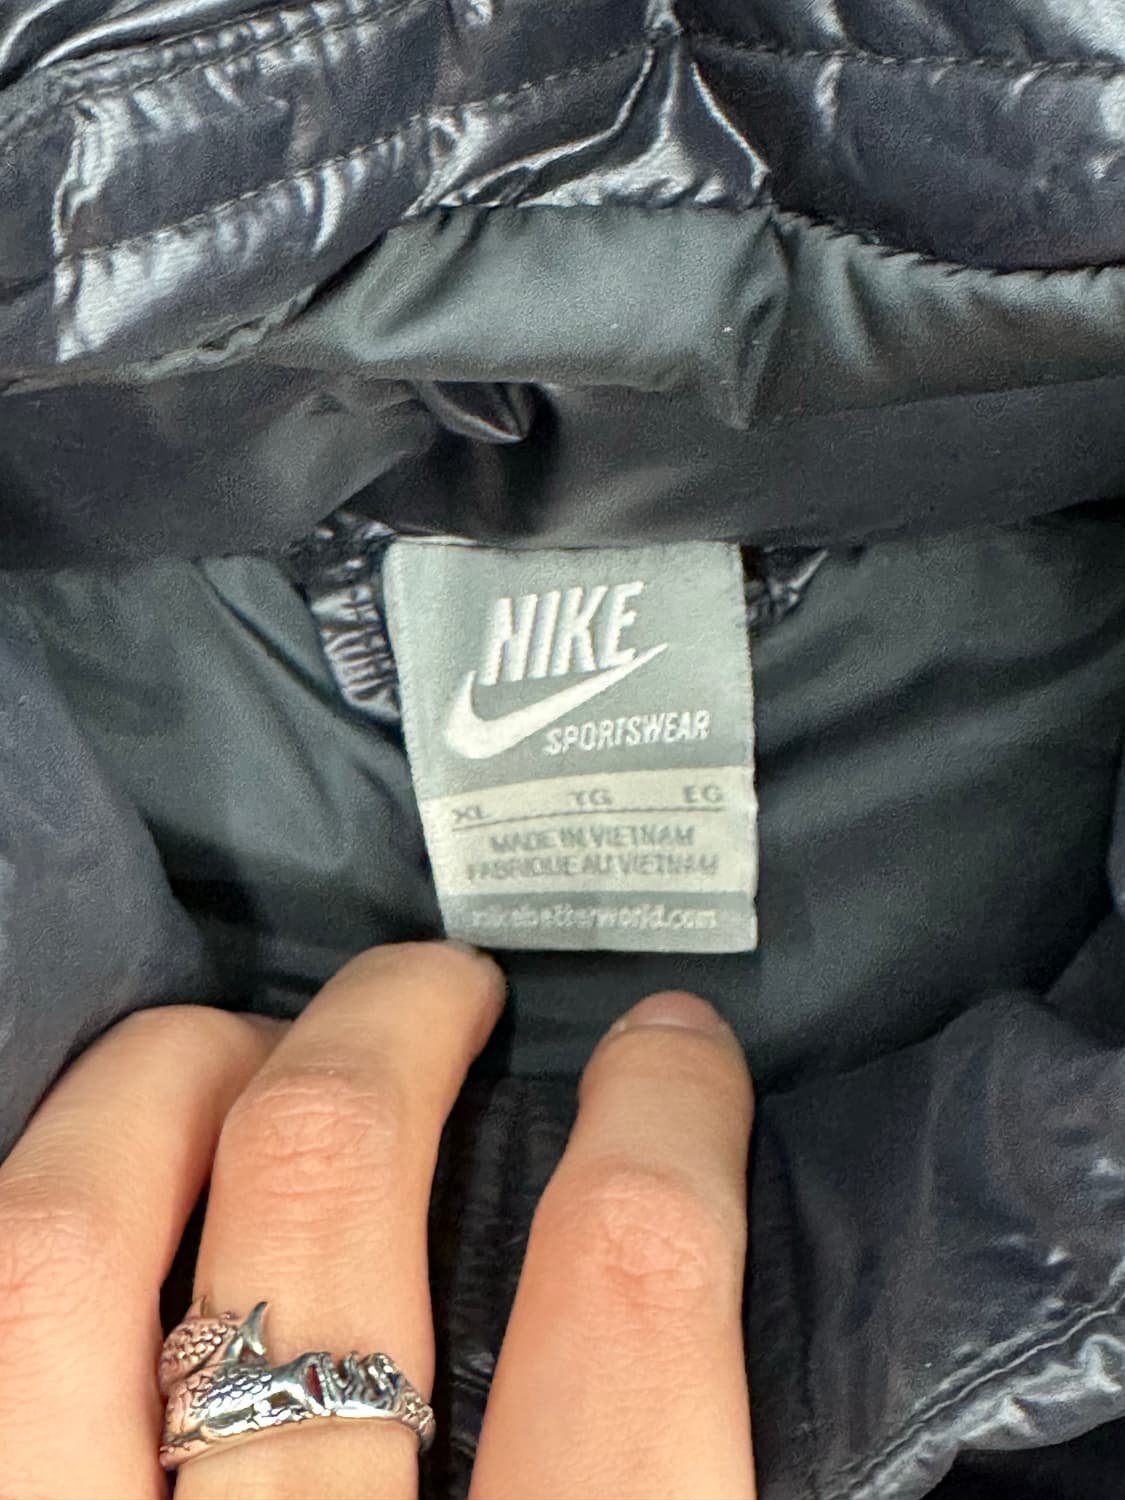 NIKE
SPORTSWEAR
XL TG EG
MADE IN VIETNAM
FABRIQUE AU VIETNAM
nikebetterworld.com